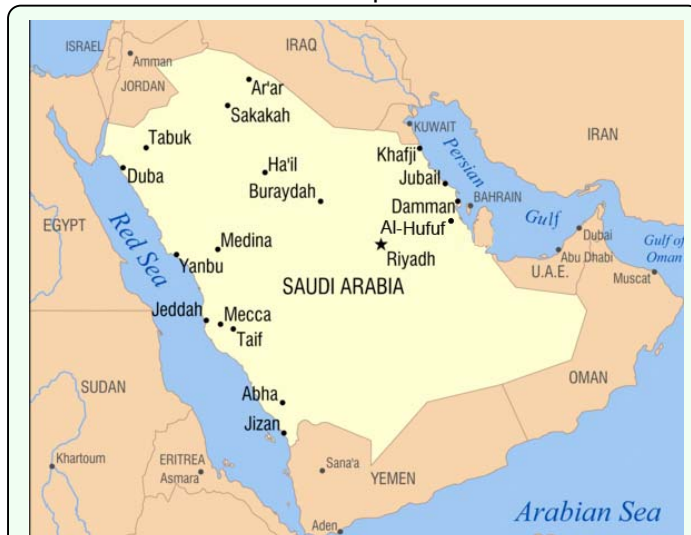 ISRAEL
IRAQ
Amman
JORDAN
Ar'ar
Sakakah
KUWAIT
IRAN
Tabuk
Khafji
Persian
Ha'il
Duba
Jubail
Buraydah
BAHRAIN
Damman
EGYPT
Red Sea
Al-Hufuf
Gulf
Dubai
Gulf of
Oman
Medina
Riyadh
Abu Dhabi
Yanbu
U.A.E.
Muscat
SAUDI ARABIA
Jeddah
Mecca
Taif
SUDAN
OMAN
Abha
Jizan
Khartoum
ERITREA
Asmara
Sana'a
YEMEN
Arabian Sea
Aden